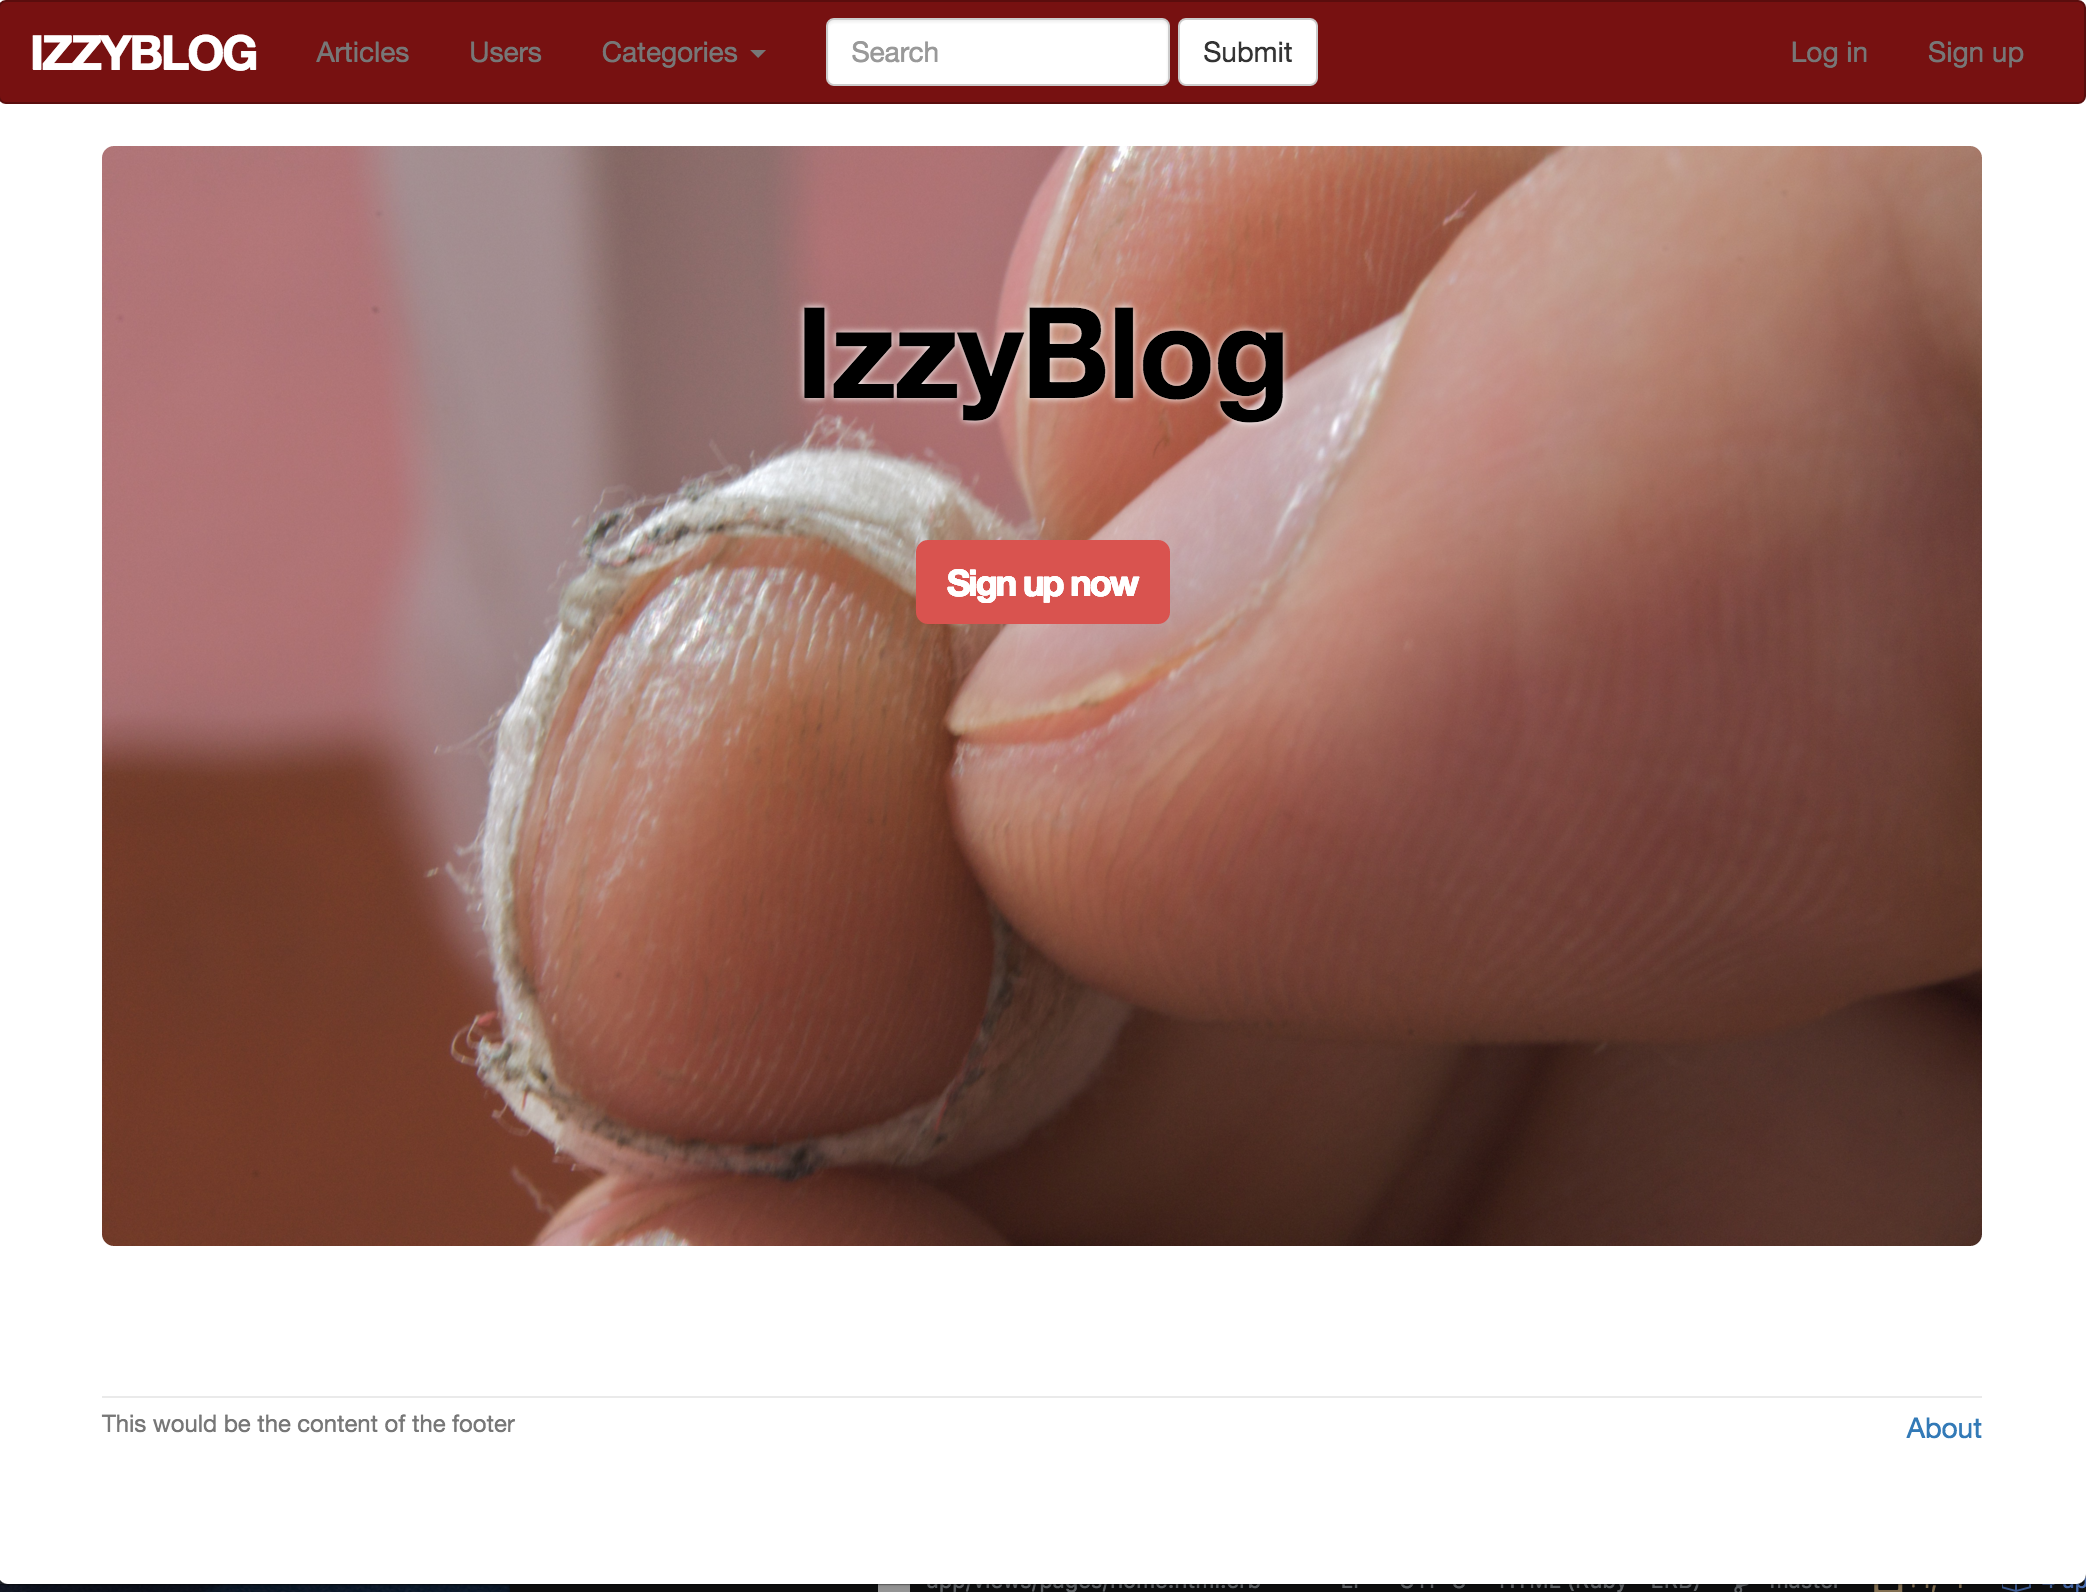 IZZYBLOG Articles Users Categories Search Submit Log in Sign up
IzzyBlog
Sign up now
This would be the content of the footer About